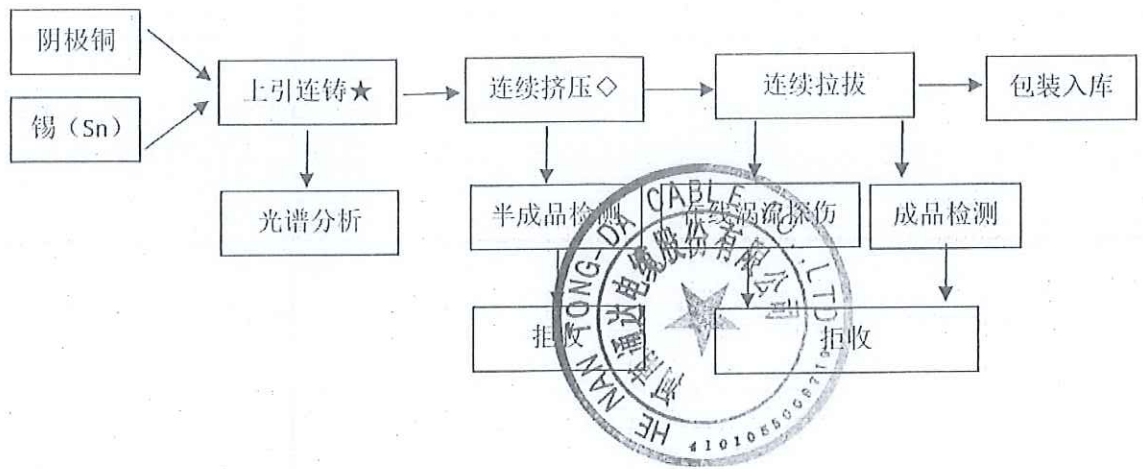 阴极铜
锡（Sn）
上引连铸★
连续挤压◇
连续拉拔
包装入库
光谱分析
半成品检测
在线涡流探伤
成品检测
拒收
拒收
HE NAN TONG-DA CABLE CO.,LTD
河南通达电缆股份有限公司